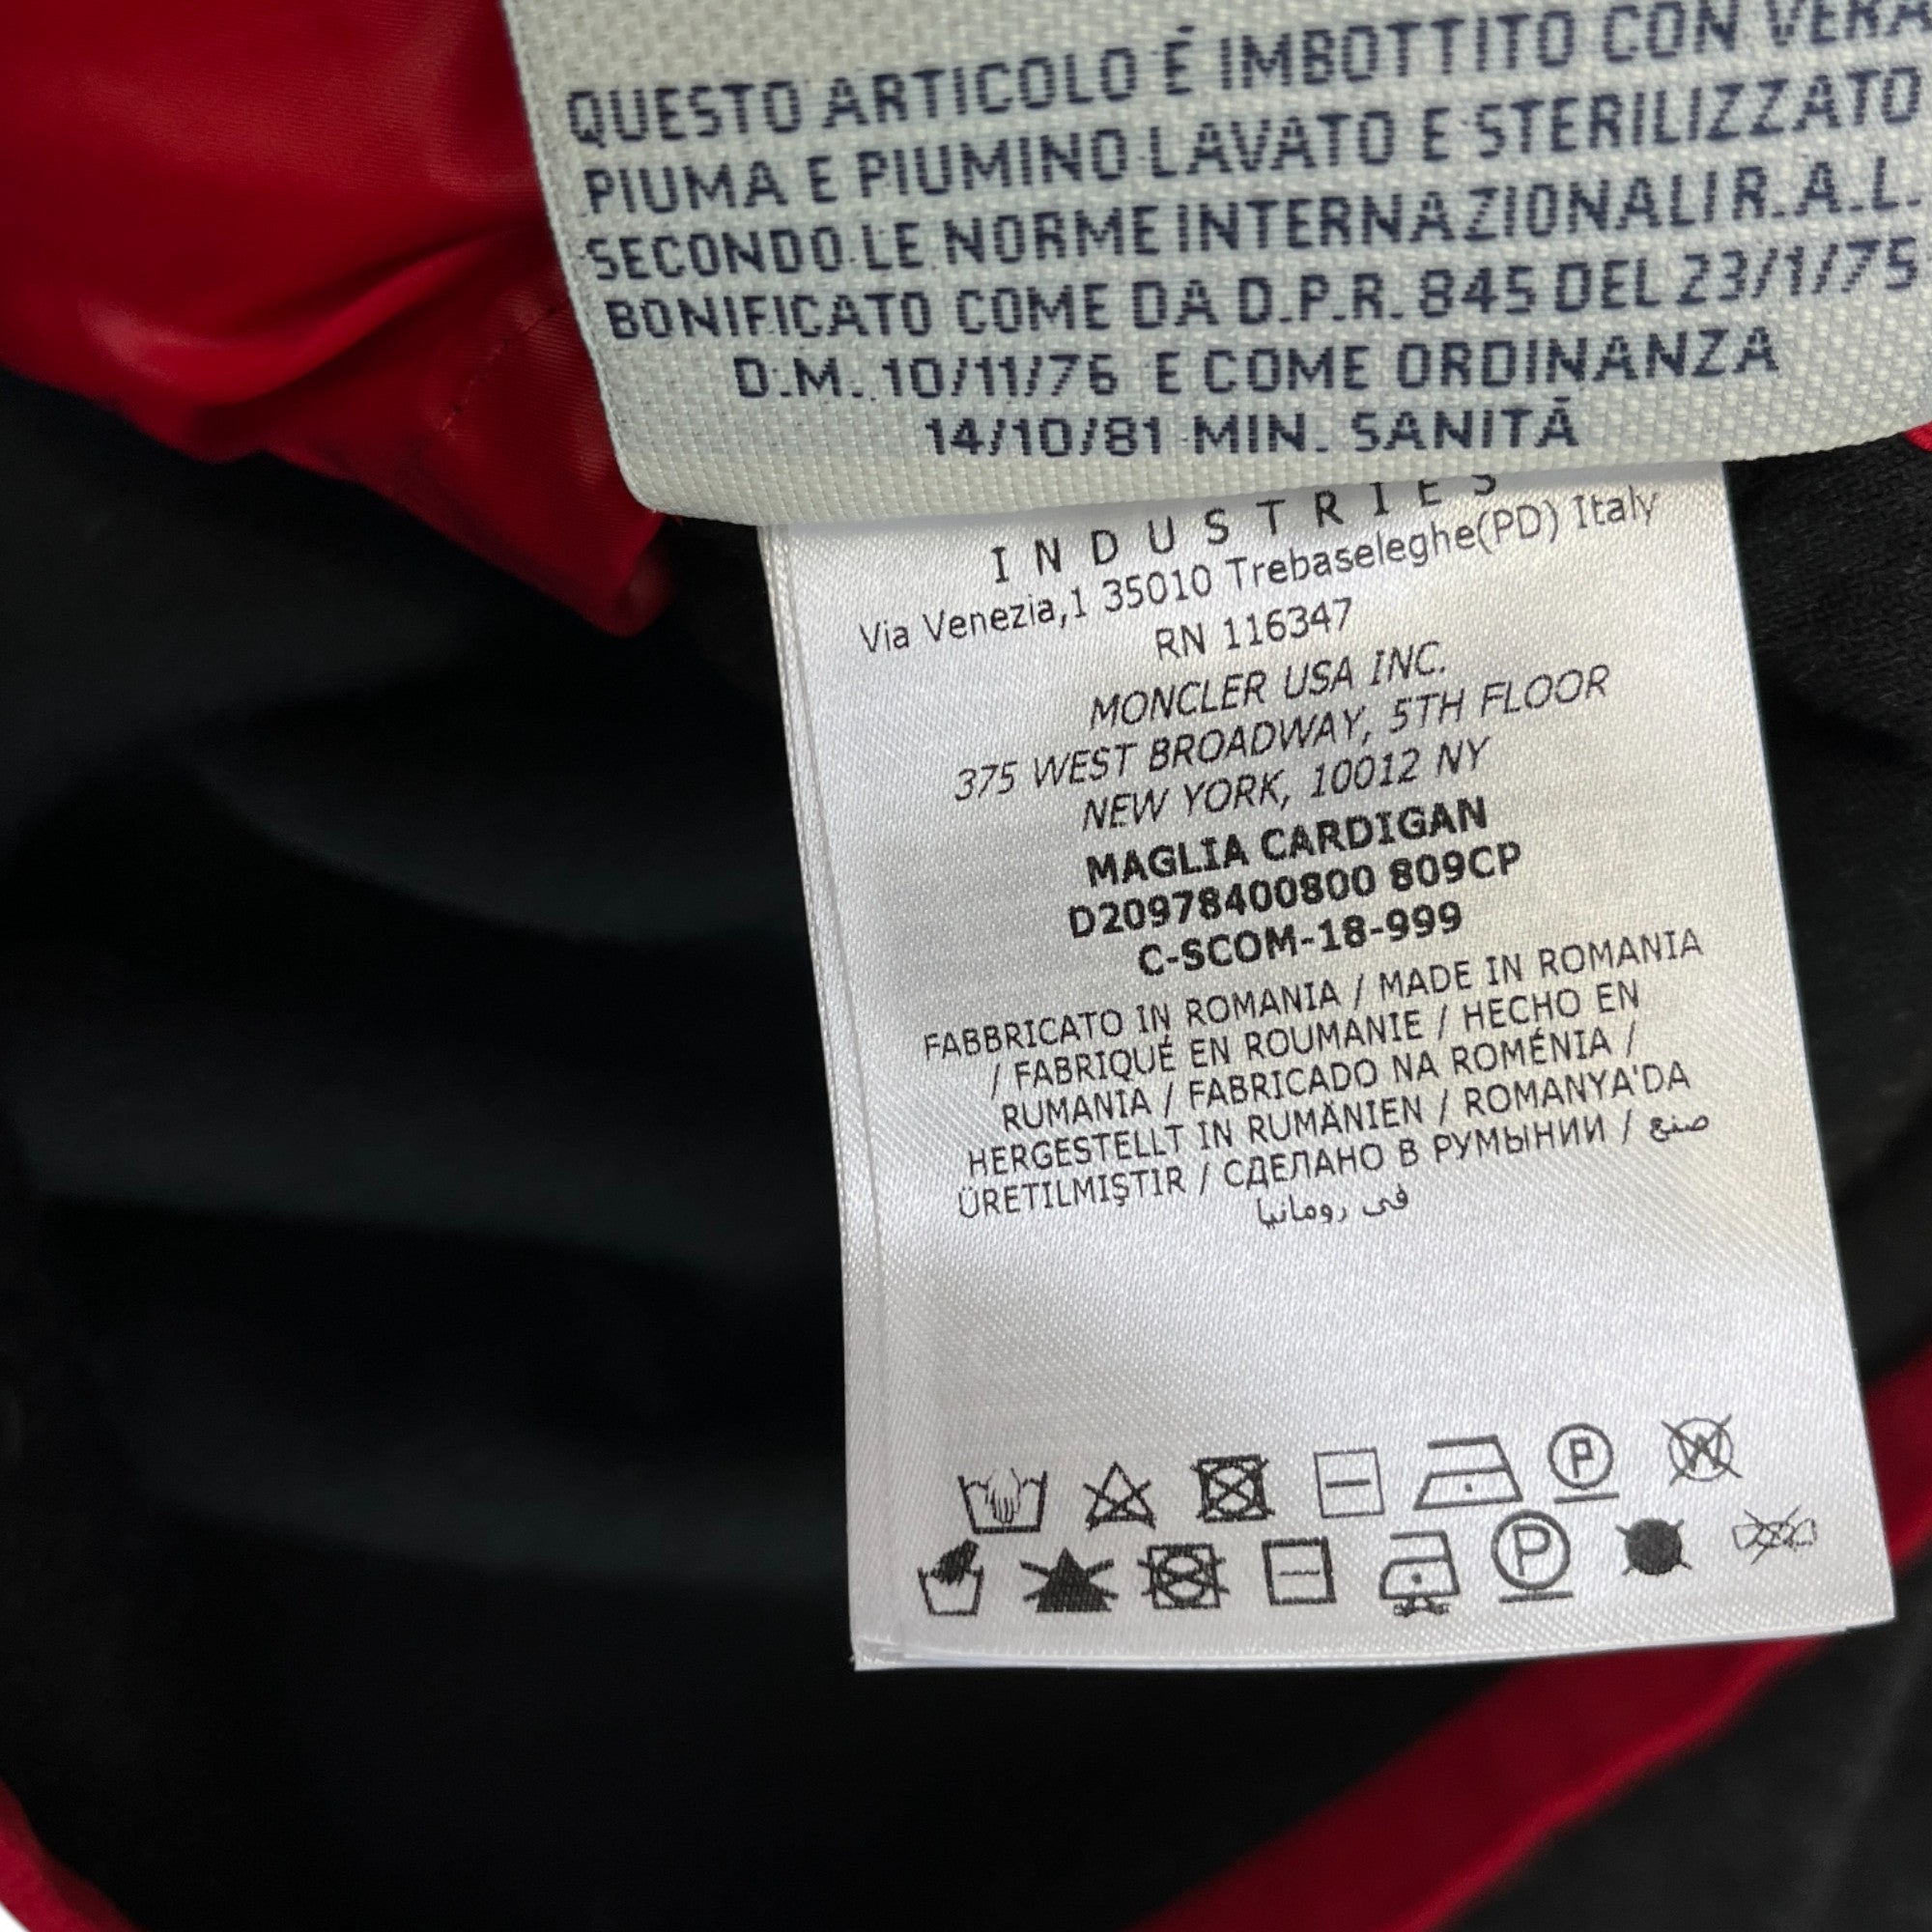 QUESTO ARTICOLO É IMBOTTITO CON VERA
PIUMA E PIUMINO LAVATO E STERILIZZATO
SECONDO LE NORME INTERNAZIONALI R.A.L.
BONIFICATO COME DA D.P.R. 845 DEL 23/1/75
D.M. 10/11/76 E COME ORDINANZA
14/10/81 MIN. SANITÁ
INDUSTRIES
Via Venezia,1 35010 Trebaseleghe(PD) Italy
RN 116347
MONCLER USA INC.
375 WEST BROADWAY, 5TH FLOOR
NEW YORK, 10012 NY
MAGLIA CARDIGAN
D20978400800 809CP
C-SCOM-18-999
FABBRICATO IN ROMANIA / MADE IN ROMANIA
/ FABRIQUÉ EN ROUMANIE / HECHO EN
RUMANIA / FABRICADO NA ROMÉNIA /
HERGESTELLT IN RUMÄNIEN / ROMANYA'DA
ÜRETILMIŞTIR / СДЕЛАНО В РУМЫНИИ / صنع
في رومانيا
P W
P